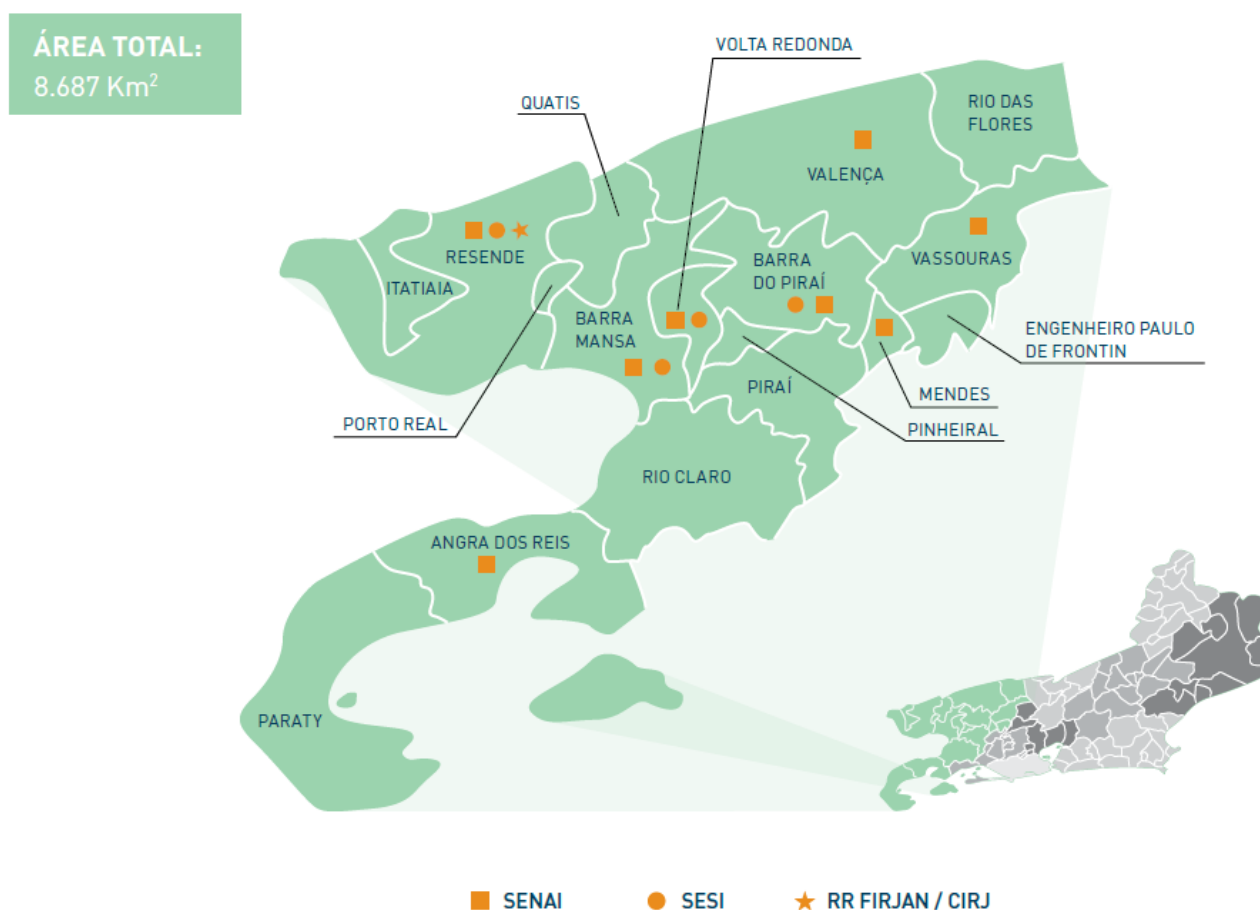 ÁREA TOTAL:
8.687 Km²
VOLTA REDONDA
QUATIS
RIO DAS
FLORES
VALENÇA
RESENDE
ITATIAIA
BARRA
DO PIRAÍ
VASSOURAS
BARRA
MANSA
ENGENHEIRO PAULO
DE FRONTIN
PIRAÍ
MENDES
PORTO REAL
PINHEIRAL
RIO CLARO
ANGRA DOS REIS
PARATY
SENAI
SESI
RR FIRJAN / CIRJ